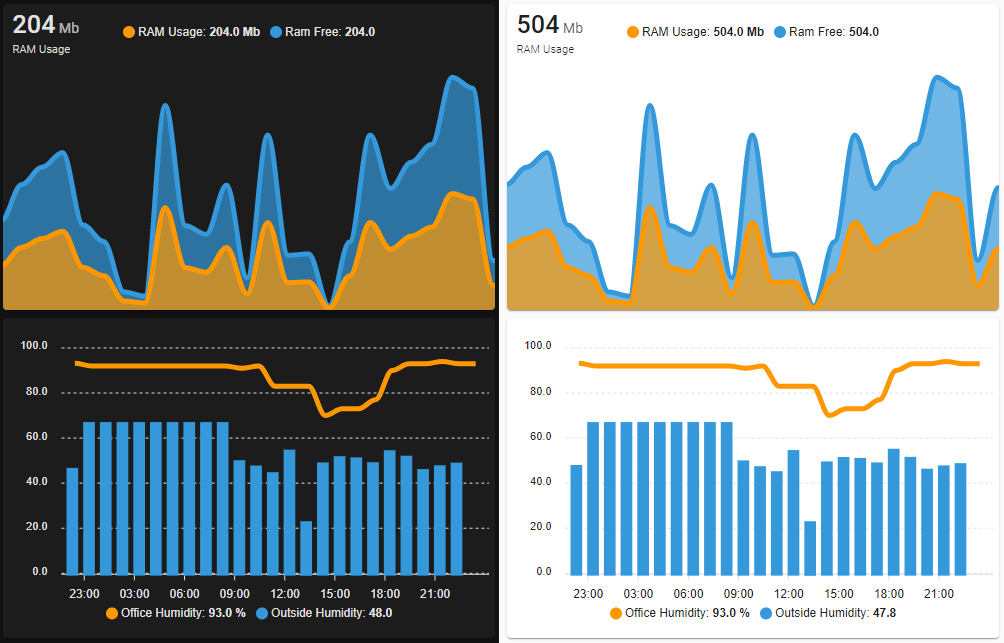 204 Mb
RAM Usage
RAM Usage: 204.0 Mb Ram Free: 204.0
100.0
80.0
60.0
40.0
20.0
0.0
23:00 03:00 06:00 09:00 12:00 15:00 18:00 21:00
Office Humidity: 93.0 % Outside Humidity: 48.0
504 Mb
RAM Usage
RAM Usage: 504.0 Mb Ram Free: 504.0
100.0
80.0
60.0
40.0
20.0
0.0
23:00 03:00 06:00 09:00 12:00 15:00 18:00 21:00
Office Humidity: 93.0 % Outside Humidity: 47.8